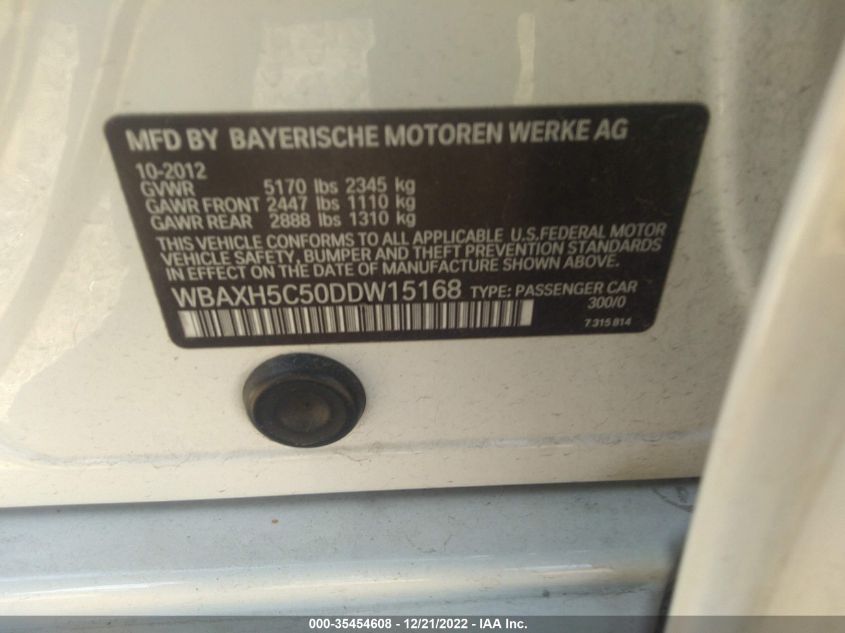 MFD BY BAYERISCHE MOTOREN WERKE AG
10-2012
GVWR 5170 lbs 2345 kg
GAWR FRONT 2447 lbs 1110 kg
GAWR REAR 2888 lbs 1310 kg
THIS VEHICLE CONFORMS TO ALL APPLICABLE U.S.FEDERAL MOTOR
VEHICLE SAFETY, BUMPER AND THEFT PREVENTION STANDARDS
IN EFFECT ON THE DATE OF MANUFACTURE SHOWN ABOVE.
WBAXH5C50DDW15168 TYPE: PASSENGER CAR
300/0
7315814
000-35454608 - 12/21/2022 - IAA Inc.